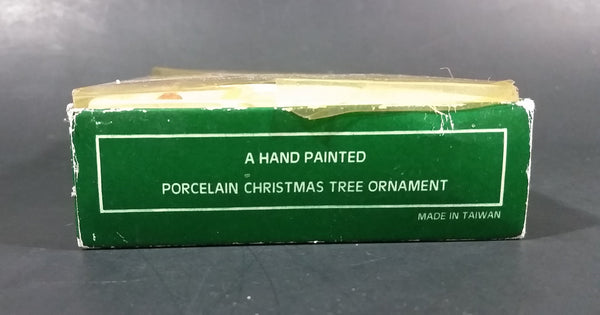 A HAND PAINTED
PORCELAIN CHRISTMAS TREE ORNAMENT
MADE IN TAIWAN